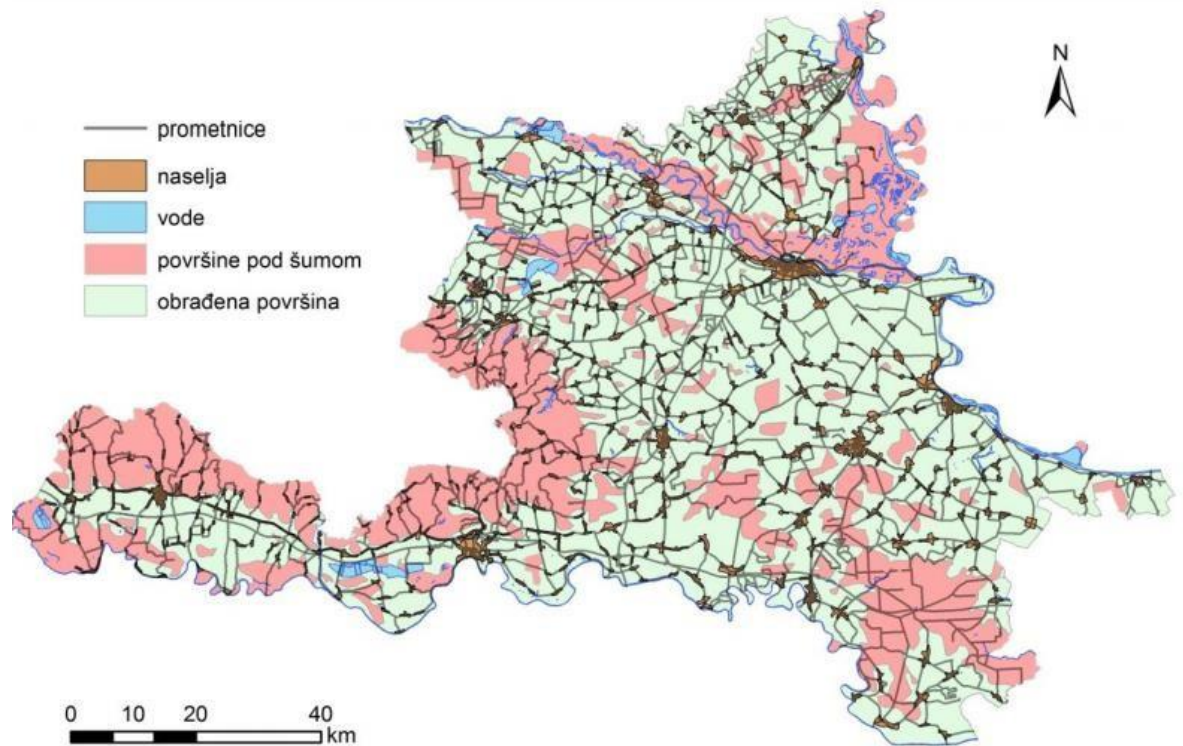 N
prometnice
naselja
vode
površine pod šumom
obrađena površina
0 10 20 40
km